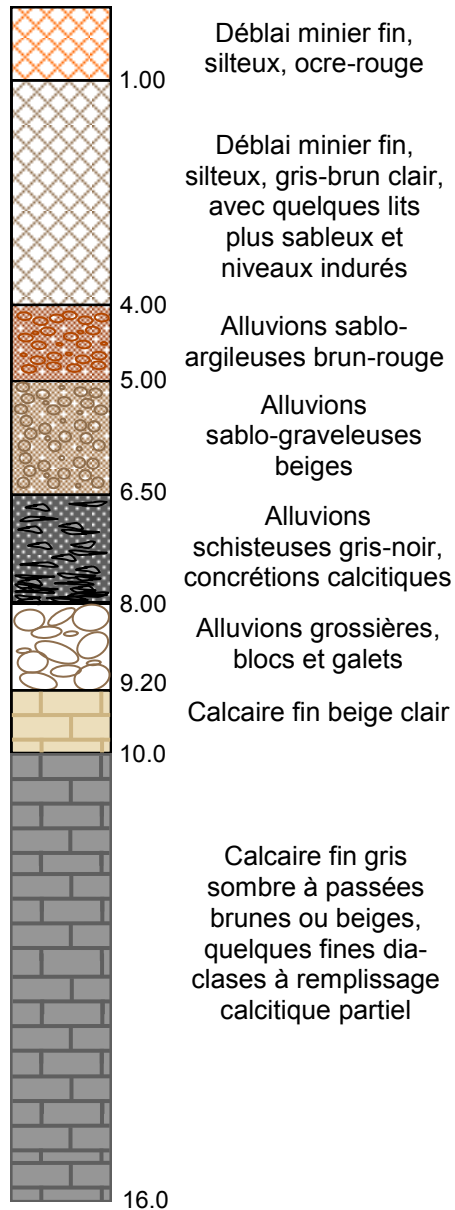 Déblai minier fin,
silteux, ocre-rouge
1.00
Déblai minier fin,
silteux, gris-brun clair,
avec quelques lits
plus sableux et
niveaux indurés
4.00
Alluvions sablo-
argileuses brun-rouge
5.00
Alluvions
sablo-graveleuses
beiges
6.50
Alluvions
schisteuses gris-noir,
concrétions calcitiques
8.00
Alluvions grossières,
blocs et galets
9.20
Calcaire fin beige clair
10.0
Calcaire fin gris
sombre à passées
brunes ou beiges,
quelques fines dia-
clases à remplissage
calcitique partiel
16.0